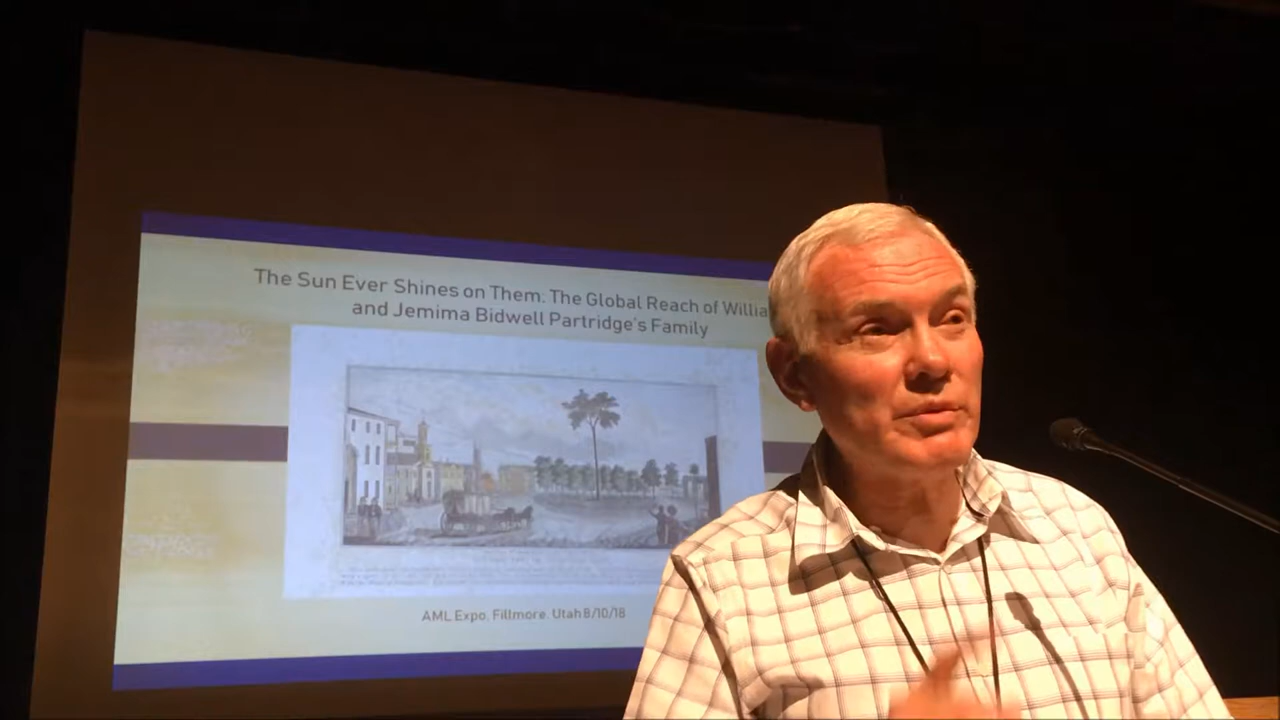 The Sun Ever Shines on Them: The Global Reach of Willia
and Jemima Bidwell Partridge's Family
AML Expo, Fillmore, Utah 8/10/18